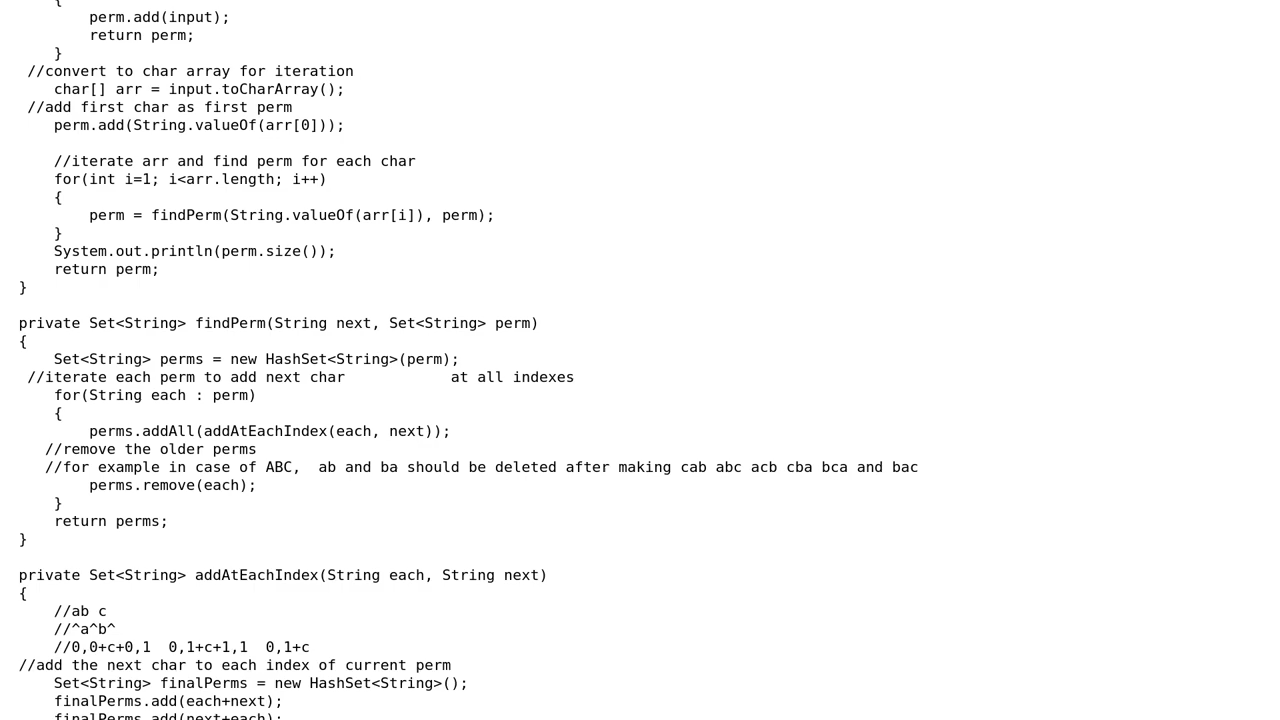 {
perm.add(input);
return perm;
}
//convert to char array for iteration
char[] arr = input.toCharArray();
//add first char as first perm
perm.add(String.valueOf(arr[0]));
//iterate arr and find perm for each char
for(int i=1; i<arr.length; i++)
{
perm = findPerm(String.valueOf(arr[i]), perm);
}
System.out.println(perm.size());
return perm;
}
private Set<String> findPerm(String next, Set<String> perm)
{
Set<String> perms = new HashSet<String>(perm);
//iterate each perm to add next char            at all indexes
for(String each : perm)
{
perms.addAll(addAtEachIndex(each, next));
//remove the older perms
//for example in case of ABC,  ab and ba should be deleted after making cab abc acb cba bca and bac
perms.remove(each);
}
return perms;
}
private Set<String> addAtEachIndex(String each, String next)
{
//ab c
//^a^b^
//0,0+c+0,1  0,1+c+1,1  0,1+c
//add the next char to each index of current perm
Set<String> finalPerms = new HashSet<String>();
finalPerms.add(each+next);
finalPerms.add(next+each);